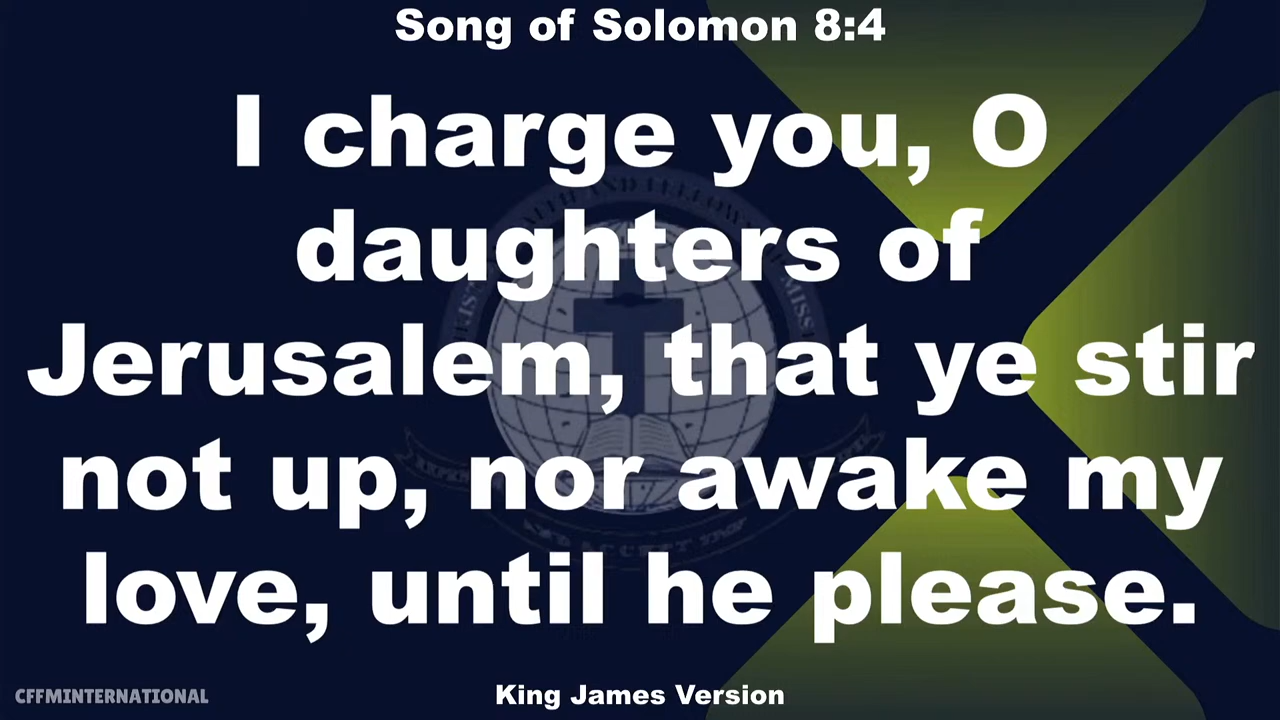 Song of Solomon 8:4
I charge you, O
daughters of
Jerusalem, that ye stir
not up, nor awake my
love, until he please.
King James Version
CFFMINTERNATIONAL